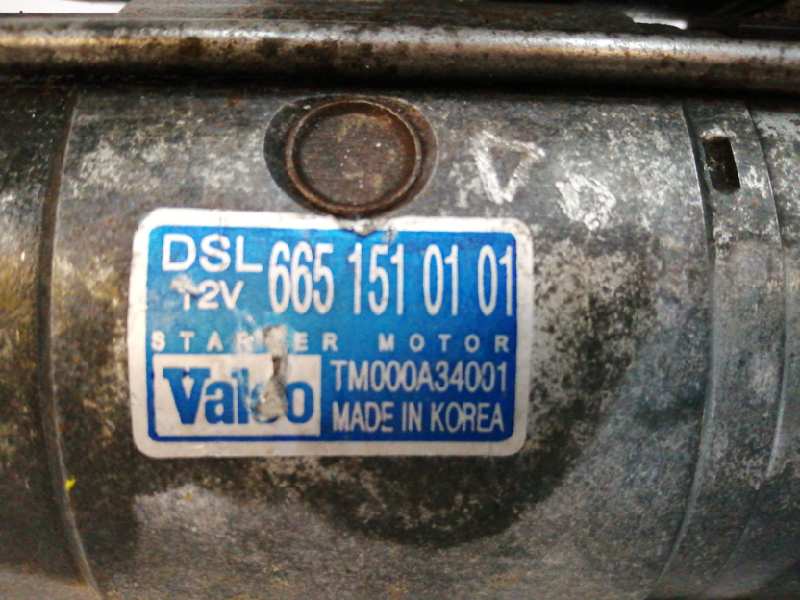 DSL 665 151 01 01
12V
STARTER MOTOR
Valeo TM000A34001
MADE IN KOREA